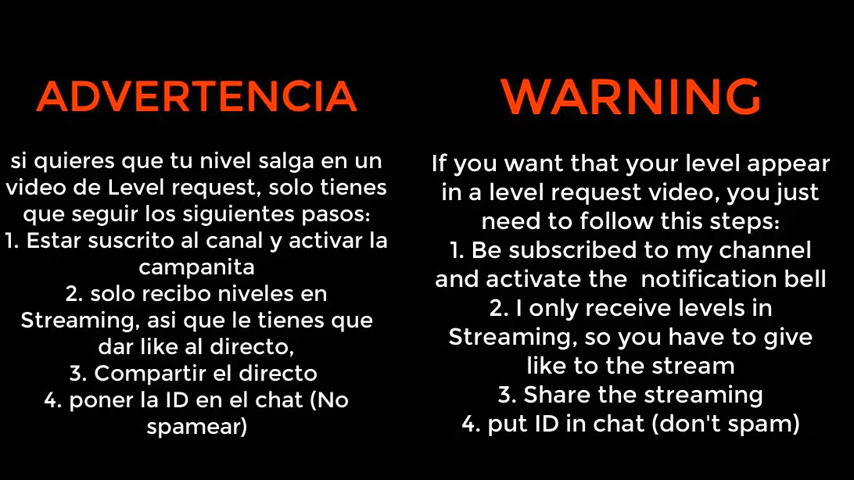 ADVERTENCIA
si quieres que tu nivel salga en un
video de Level request, solo tienes
que seguir los siguientes pasos:
1. Estar suscrito al canal y activar la
campanita
2. solo recibo niveles en
Streaming, asi que le tienes que
dar like al directo,
3. Compartir el directo
4. poner la ID en el chat (No
spamear)
WARNING
If you want that your level appear
in a level request video, you just
need to follow this steps:
1. Be subscribed to my channel
and activate the notification bell
2. I only receive levels in
Streaming, so you have to give
like to the stream
3. Share the streaming
4. put ID in chat (don't spam)